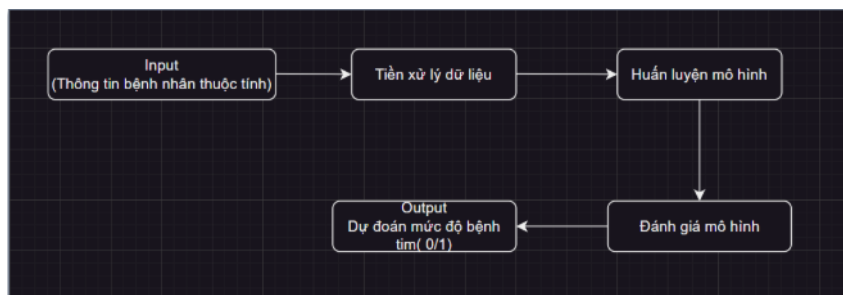 Input
(Thông tin bệnh nhân thuộc tính)
Tiền xử lý dữ liệu
Huấn luyện mô hình
Output
Dự đoán mức độ bệnh
tim( 0/1)
Đánh giá mô hình